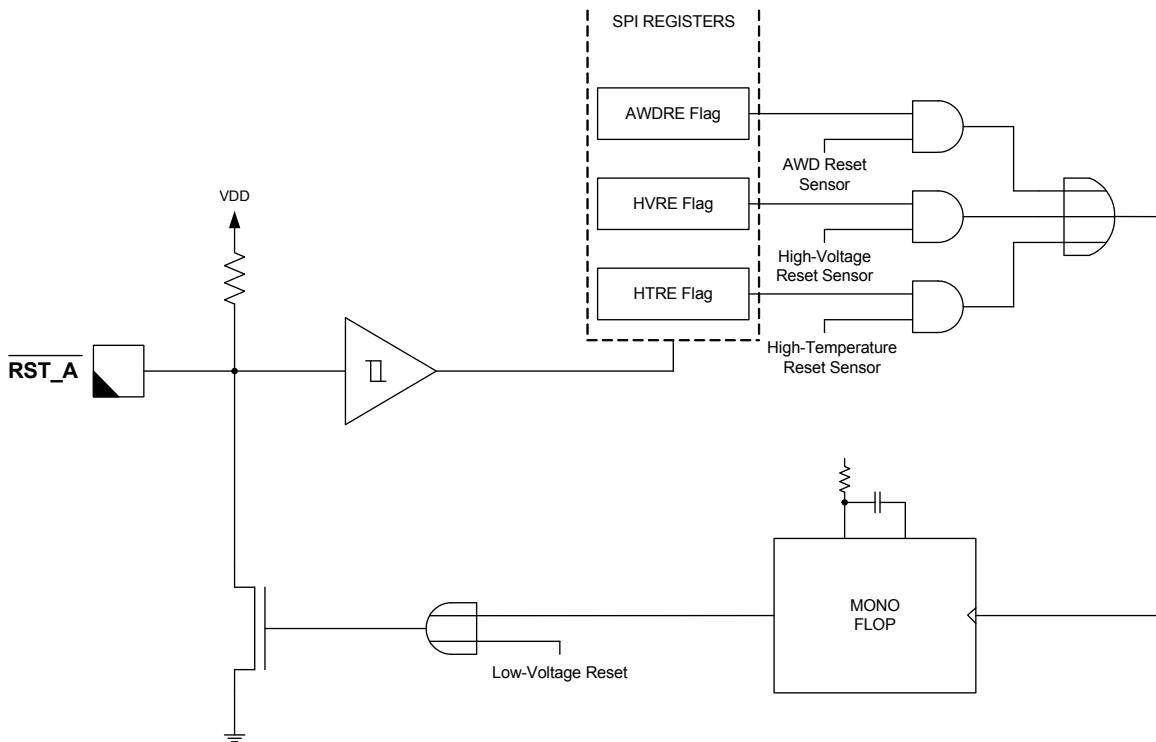 SPI REGISTERS
AWDRE Flag
AWD Reset
Sensor
VDD
HVRE Flag
High-Voltage
Reset Sensor
HTRE Flag
High-Temperature
Reset Sensor
RST_A
MONO
FLOP
Low-Voltage Reset